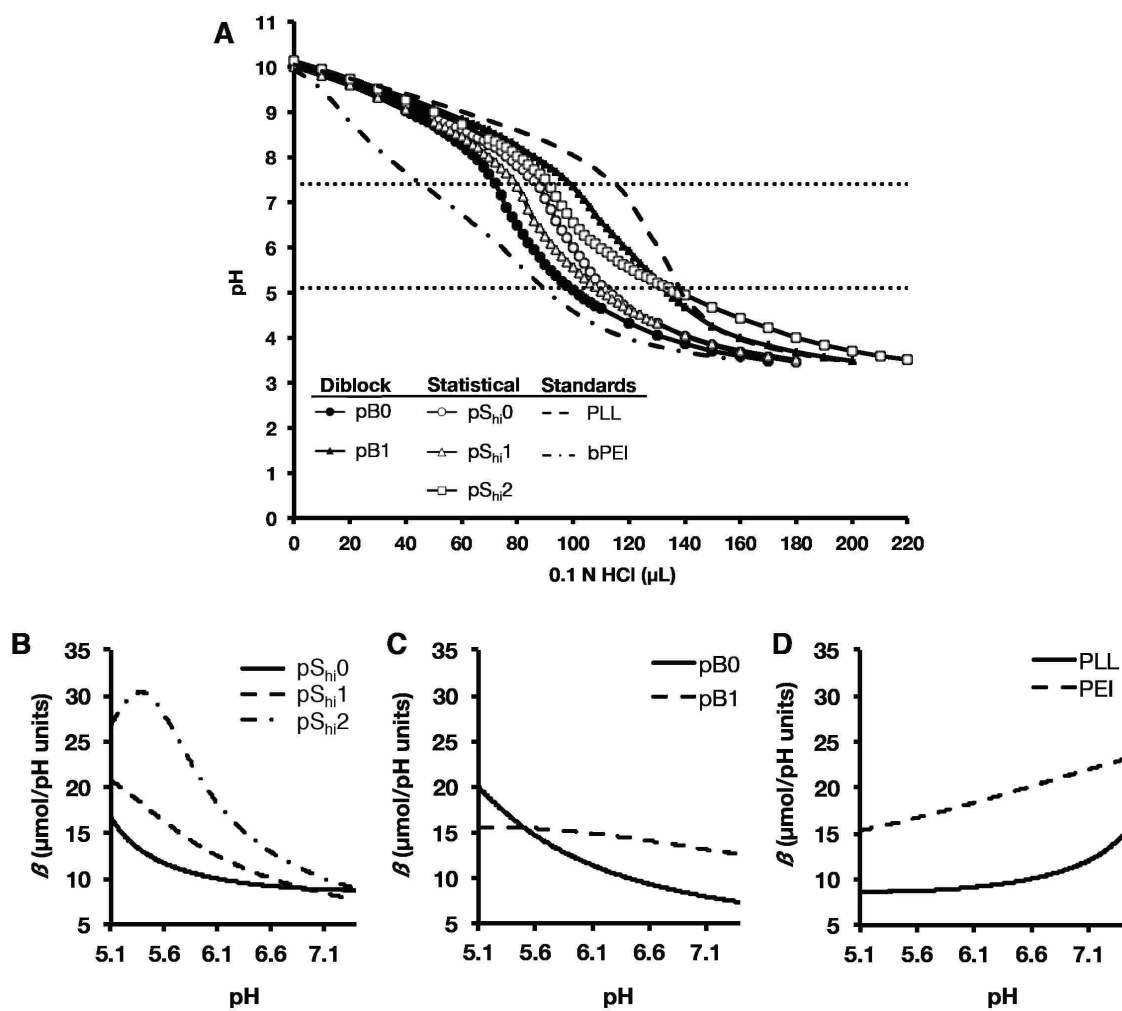 A
11
10
9
8
7
6
5
4
3
2
1
0
pH
0 20 40 60 80 100 120 140 160 180 200 220
0.1 N HCl (µL)
Diblock Statistical Standards
pB0 pShi0 PLL
pB1 pShi1 bPEI
pShi2
B
35
30
25
20
15
10
5
β (µmol/pH units)
pShi0
pShi1
pShi2
5.1 5.6 6.1 6.6 7.1
pH
C
35
30
25
20
15
10
5
β (µmol/pH units)
pB0
pB1
5.1 5.6 6.1 6.6 7.1
pH
D
35
30
25
20
15
10
5
β (µmol/pH units)
PLL
PEI
5.1 5.6 6.1 6.6 7.1
pH